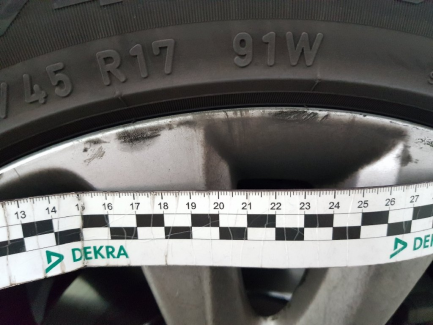 /45 R17 91W
13 14 15 16 17 18 19 20 21 22 23 24 25 26 27
DEKRA
DEKRA